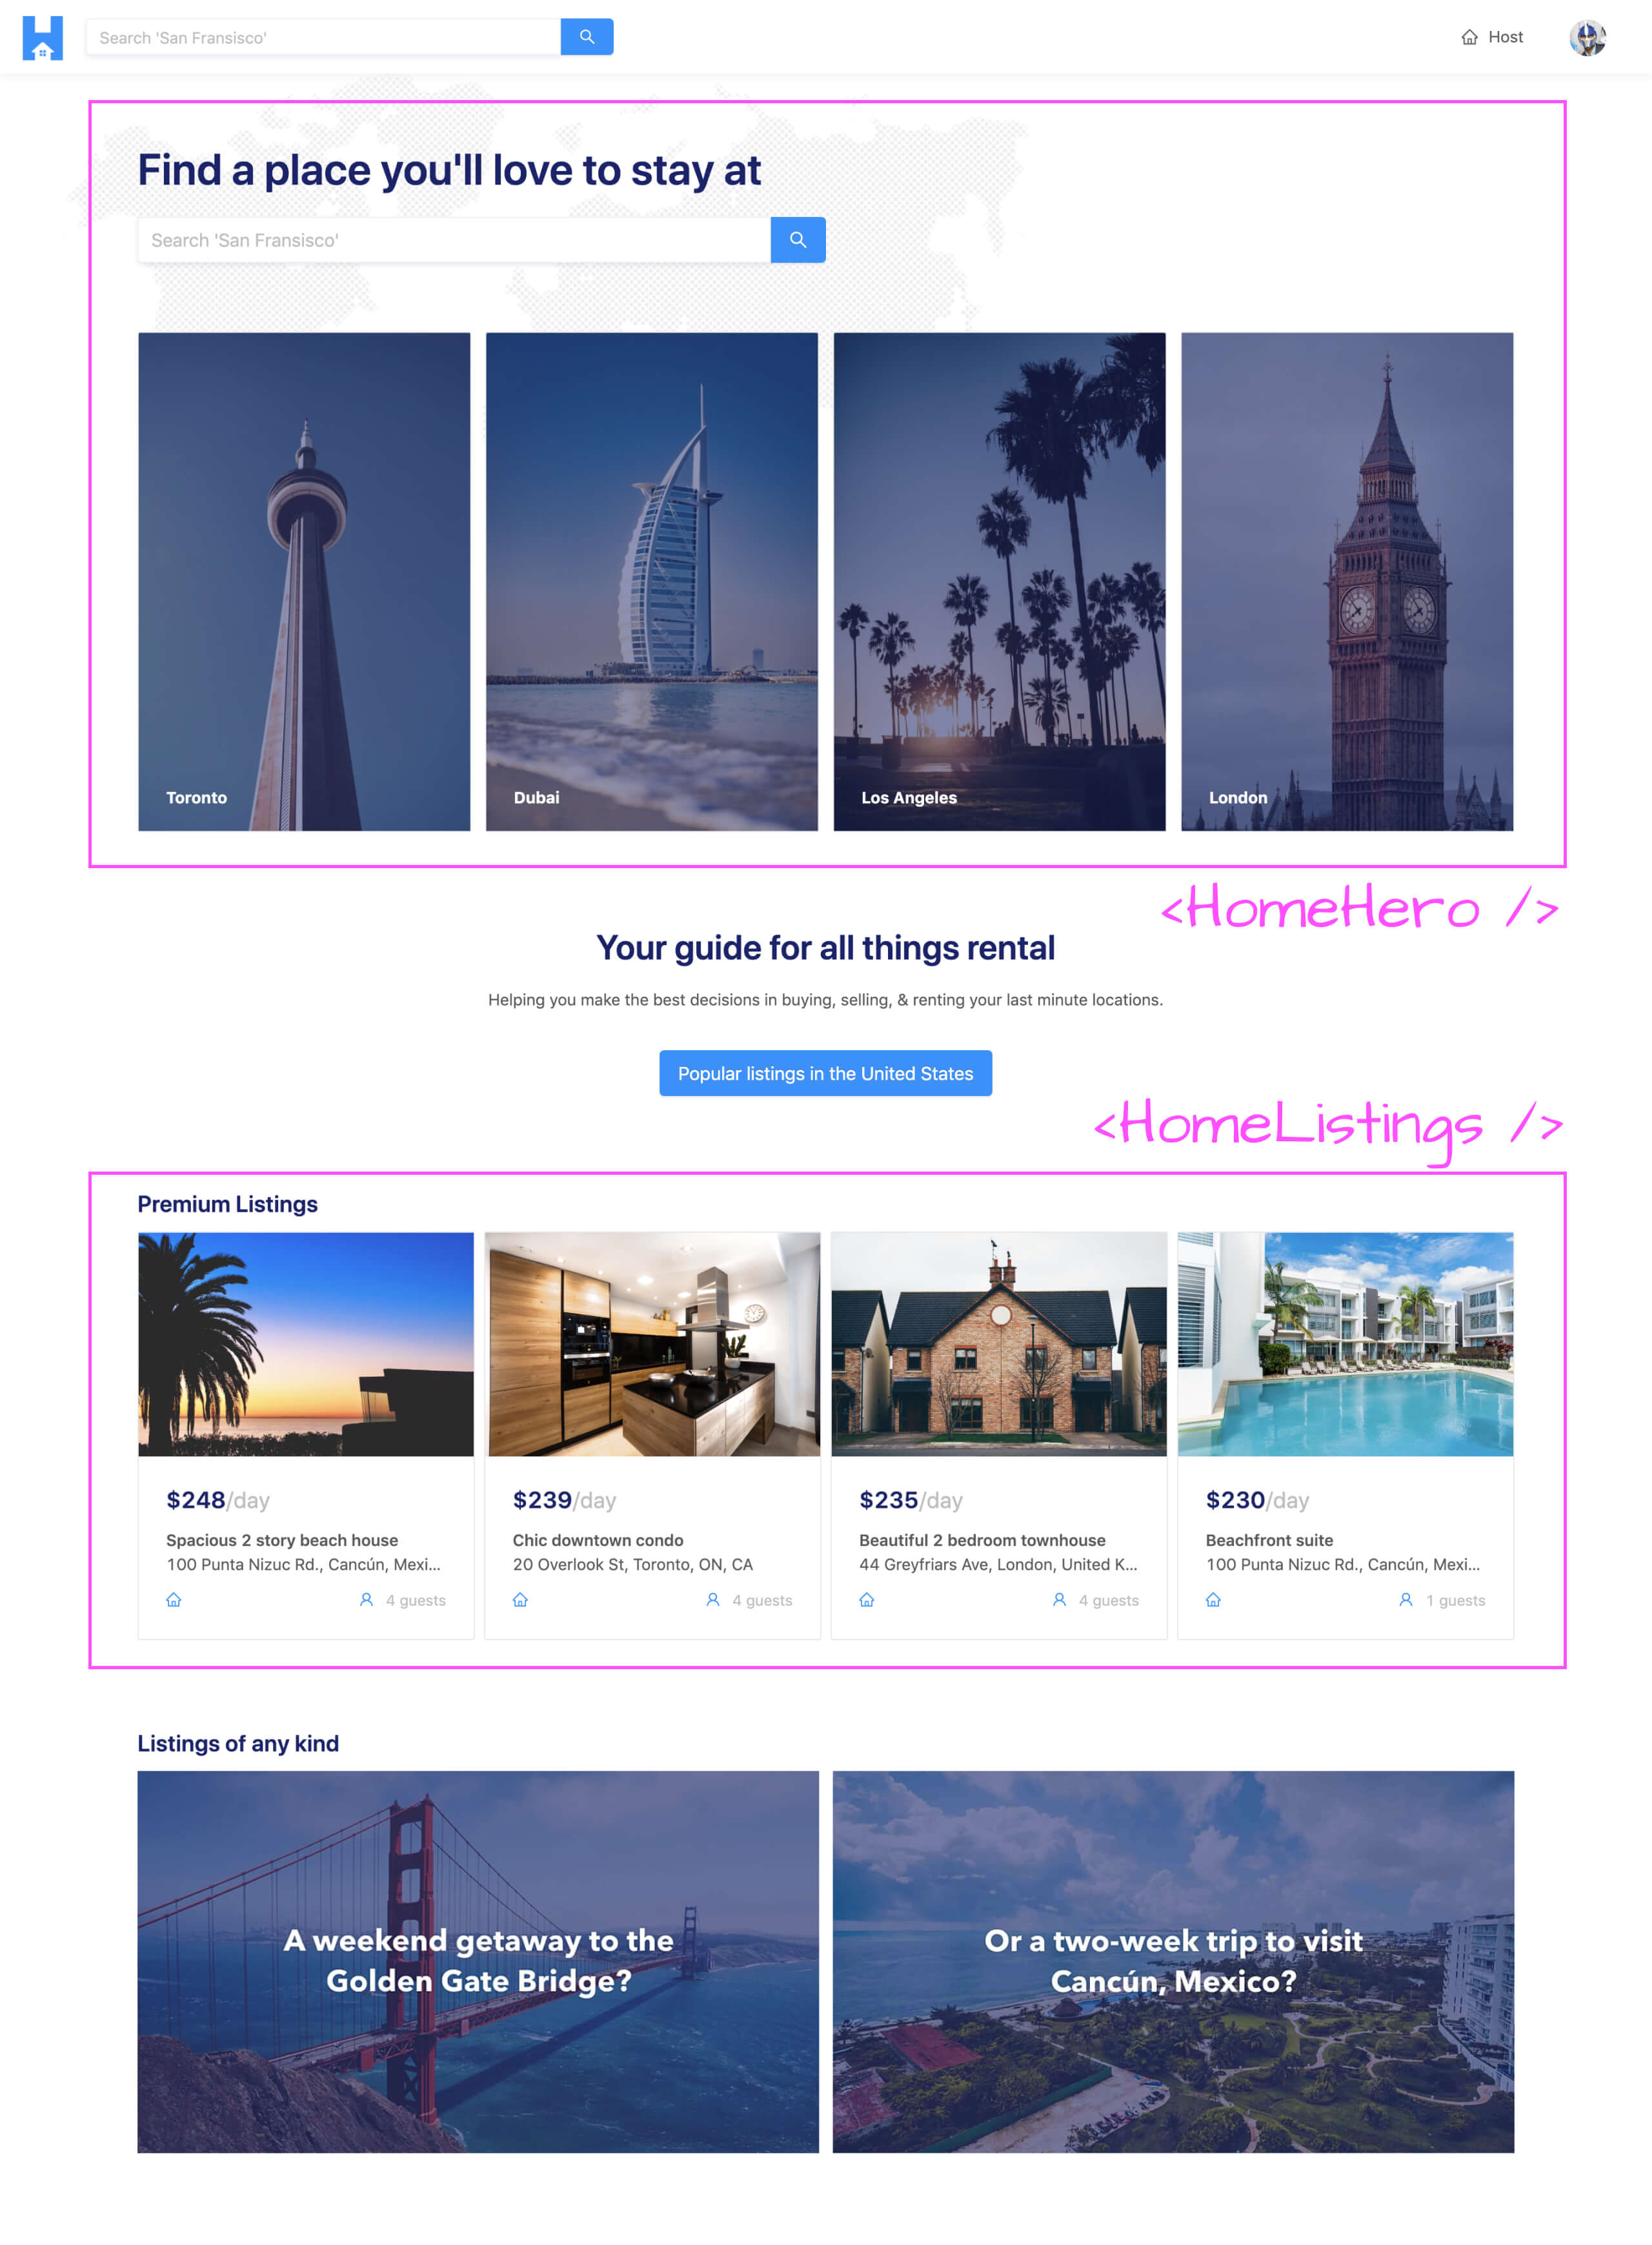 Search 'San Fransisco'
Host
Find a place you'll love to stay at
Search 'San Fransisco'
Toronto
Dubai
Los Angeles
London
<HomeHero />
Your guide for all things rental
Helping you make the best decisions in buying, selling, & renting your last minute locations.
Popular listings in the United States
<HomeListings />
Premium Listings
$248/day
Spacious 2 story beach house
100 Punta Nizuc Rd., Cancún, Mexi...
4 guests
$239/day
Chic downtown condo
20 Overlook St, Toronto, ON, CA
4 guests
$235/day
Beautiful 2 bedroom townhouse
44 Greyfriars Ave, London, United K...
4 guests
$230/day
Beachfront suite
100 Punta Nizuc Rd., Cancún, Mexi...
1 guests
Listings of any kind
A weekend getaway to the
Golden Gate Bridge?
Or a two-week trip to visit
Cancún, Mexico?